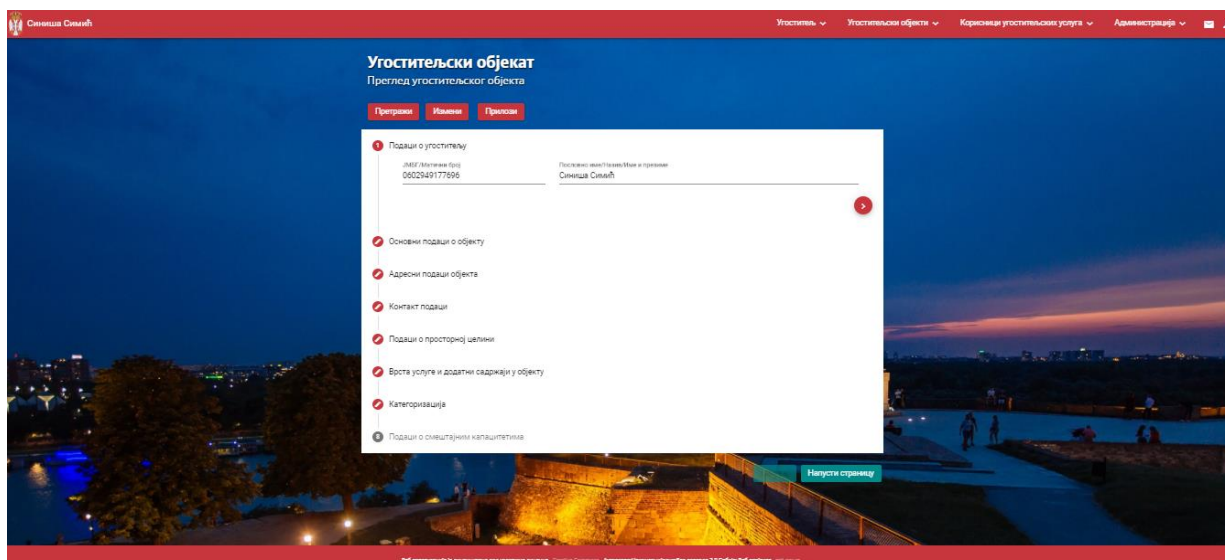 Синиша Симић
Угоститељ
Угоститељски објекти
Корисници угоститељских услуга
Администрација
Угоститељски објекат
Преглед угоститељског објекта
Претражи Измени Прилози
1 Подаци о угоститељу
ЈМБГ/Матични број Пословно име/Назив/Име и презиме
0602949177696 Синиша Симић
Основни подаци о објекту
Адресни подаци објекта
Контакт подаци
Подаци о просторној целини
Врста услуге и додатни садржаји у објекту
Категоризација
8 Подаци о смештајним капацитетима
Напусти страницу